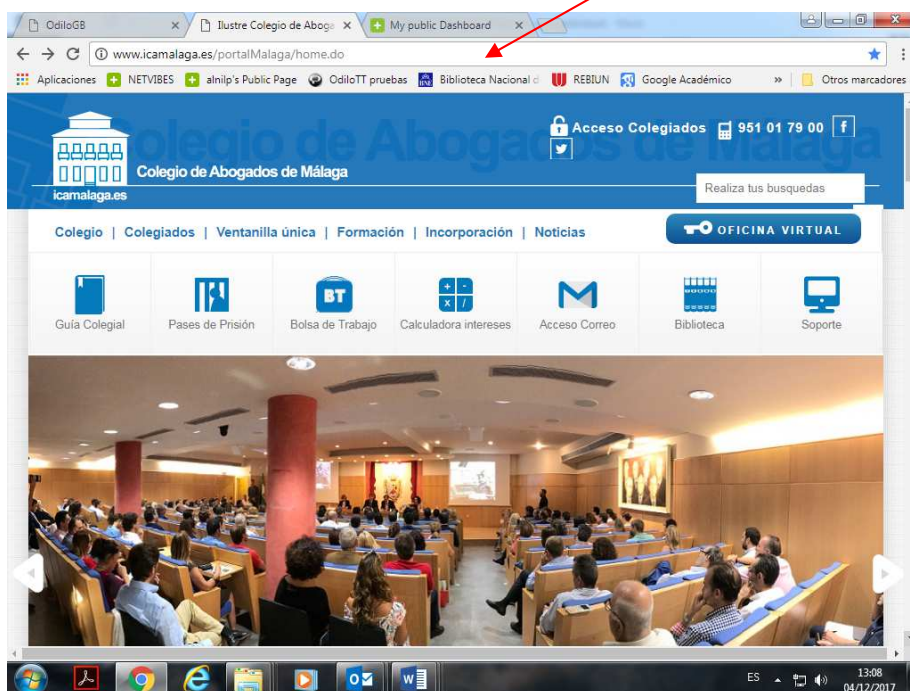 OdiloGB
Ilustre Colegio de Aboga
My public Dashboard
www.icamalaga.es/portalMalaga/home.do
Aplicaciones NETVIBES alnilp's Public Page OdiloTT pruebas BNE Biblioteca Nacional d REBIUN Google Académico » Otros marcadores
Colegio de Abogados de Málaga
Acceso Colegiados 951 01 79 00 f
Colegio de Abogados de Málaga
icamalaga.es
Realiza tus busquedas
Colegio | Colegiados | Ventanilla única | Formación | Incorporación | Noticias
OFICINA VIRTUAL
BT
+ - x /
Guía Colegial Pases de Prisión Bolsa de Trabajo Calculadora intereses Acceso Correo Biblioteca Soporte
ES 13:08
04/12/2017